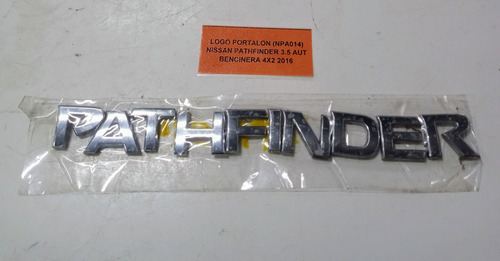 LOGO PORTALON (NPA014)
NISSAN PATHFINDER 3.5 AUT
BENCINERA 4X2 2016
PATHFINDER